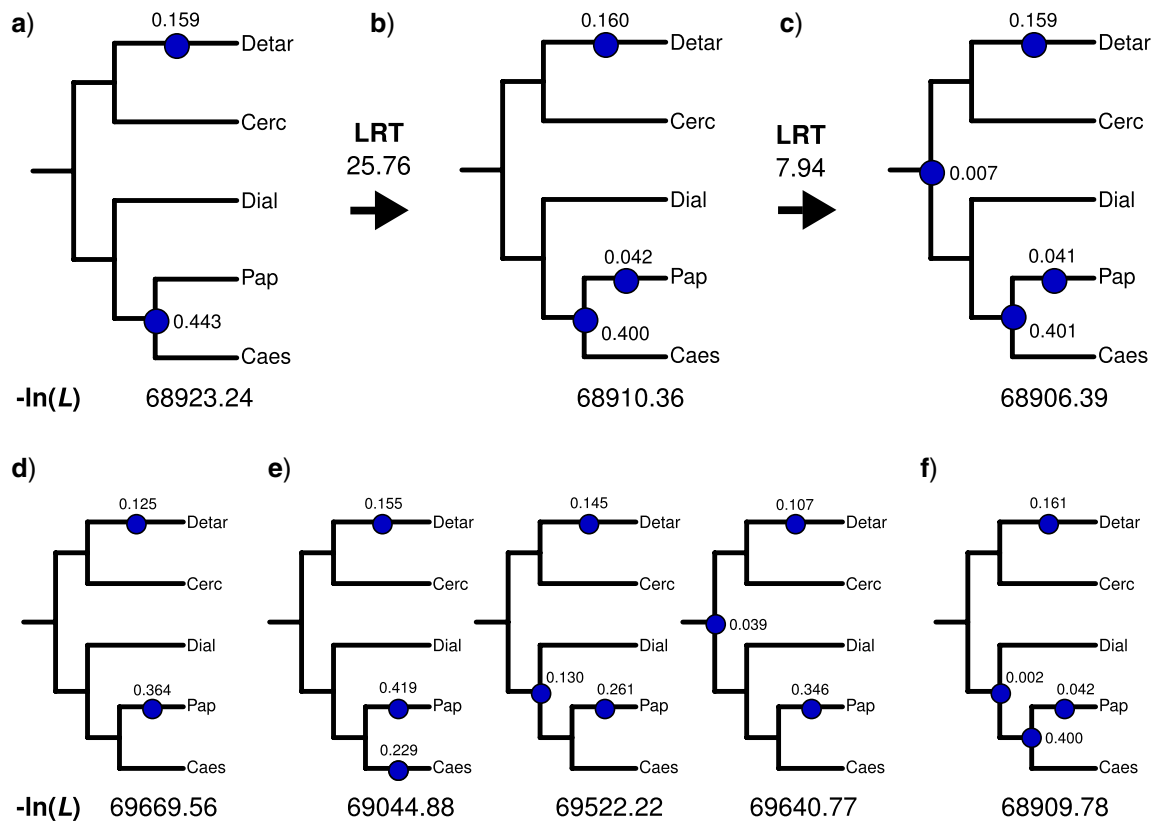 a)
0.159
Detar
Cerc
Dial
Pap
0.443
Caes
-ln(L) 68923.24
LRT
25.76
b)
0.160
Detar
Cerc
Dial
0.042
Pap
0.400
Caes
68910.36
LRT
7.94
c)
0.159
Detar
Cerc
0.007
Dial
0.041
Pap
0.401
Caes
68906.39
d)
0.125
Detar
Cerc
Dial
0.364
Pap
Caes
-ln(L) 69669.56
e)
0.155
Detar
Cerc
Dial
0.419
Pap
0.229
Caes
69044.88
0.145
Detar
Cerc
Dial
0.130
0.261
Pap
Caes
69522.22
0.107
Detar
Cerc
0.039
Dial
0.346
Pap
Caes
69640.77
f)
0.161
Detar
Cerc
Dial
0.002
0.042
Pap
0.400
Caes
68909.78